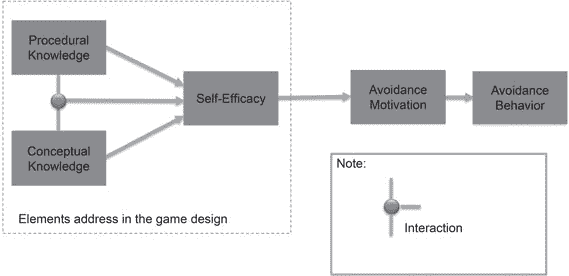 Procedural
Knowledge
Self-Efficacy
Avoidance
Motivation
Avoidance
Behavior
Conceptual
Knowledge
Elements address in the game design
Note:
Interaction